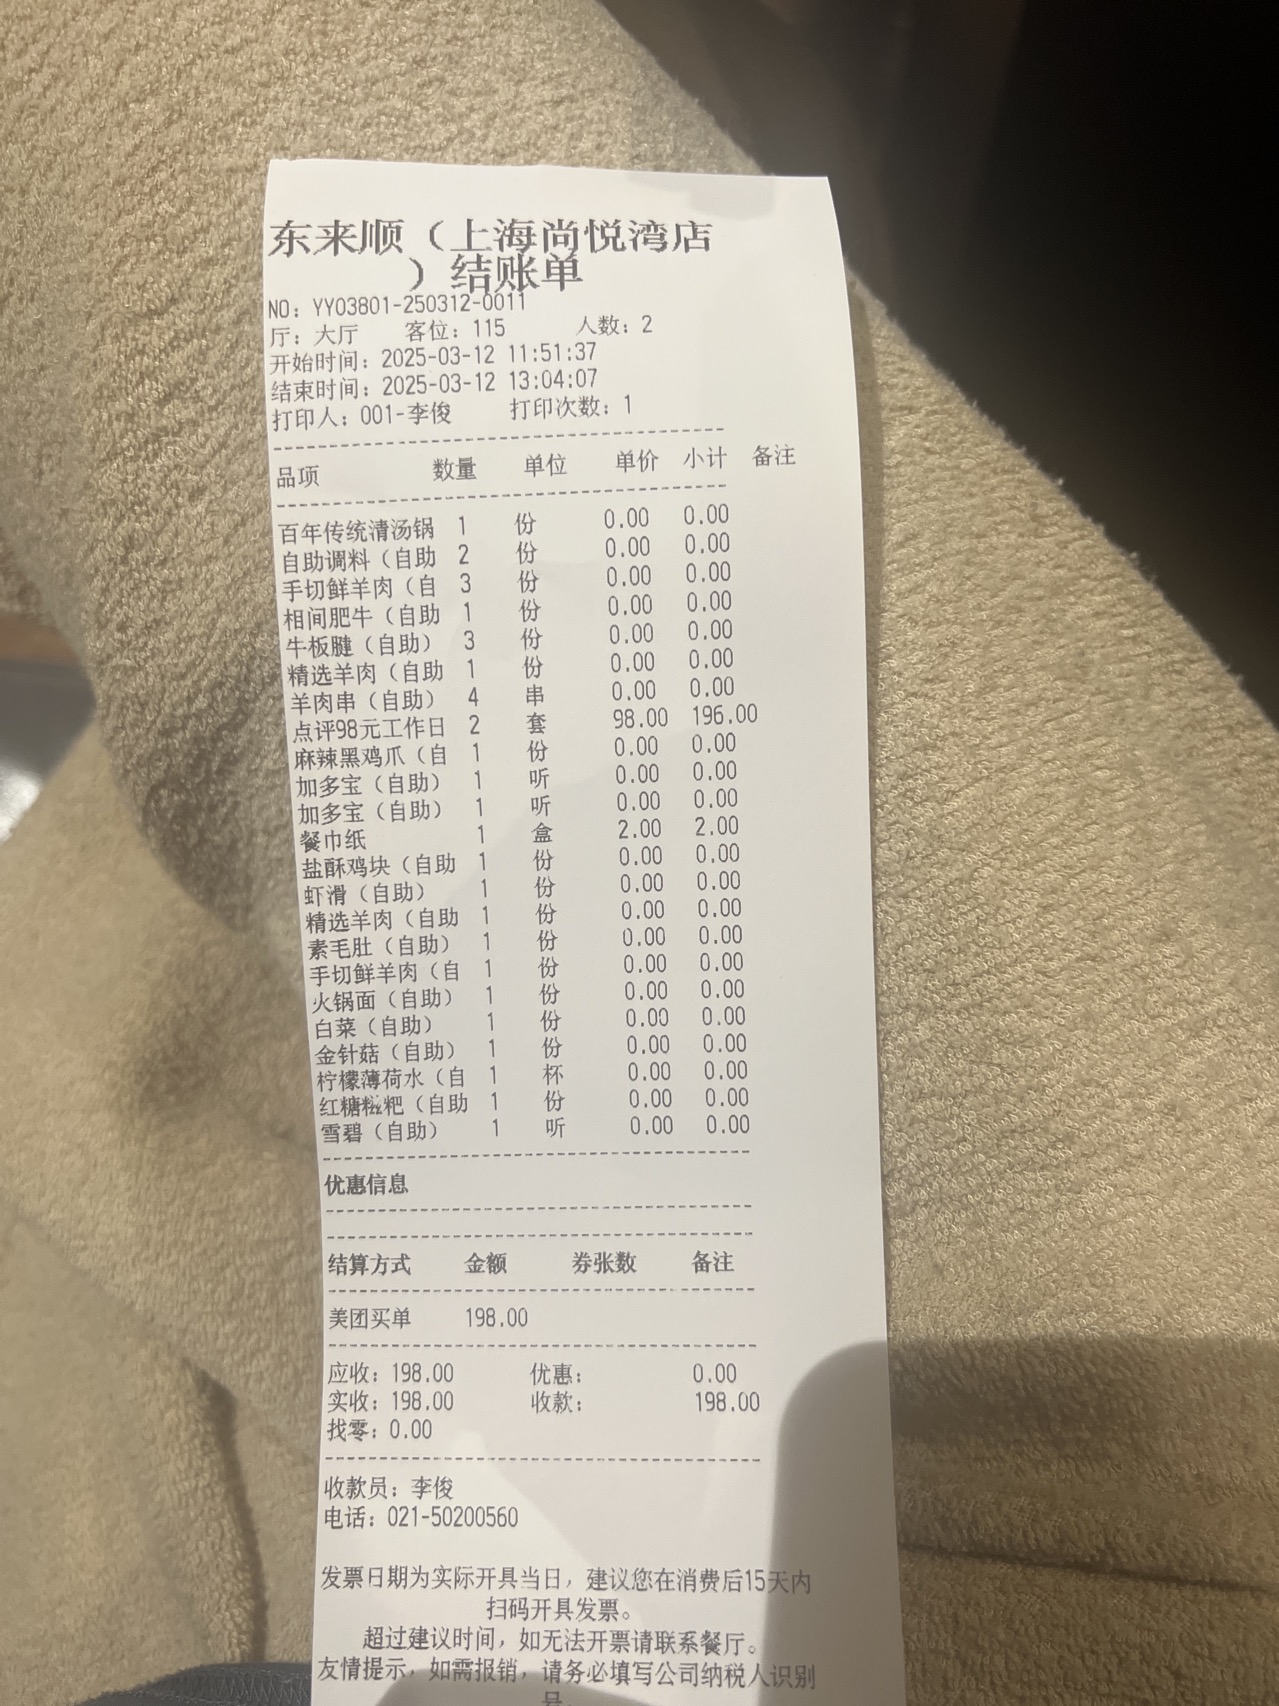 东来顺（上海尚悦湾店
）结账单
NO：YY03801-250312-0011
厅：大厅 客位：115 人数：2
开始时间：2025-03-12 11:51:37
结束时间：2025-03-12 13:04:07
打印人：001-李俊 打印次数：1
品项 数量 单位 单价 小计 备注
百年传统清汤锅 1 份 0.00 0.00
自助调料（自助 2 份 0.00 0.00
手切鲜羊肉（自 3 份 0.00 0.00
相间肥牛（自助 1 份 0.00 0.00
牛板腱（自助） 3 份 0.00 0.00
精选羊肉（自助 1 份 0.00 0.00
羊肉串（自助） 4 串 0.00 0.00
点评98元工作日 2 套 98.00 196.00
麻辣黑鸡爪（自 1 份 0.00 0.00
加多宝（自助） 1 听 0.00 0.00
加多宝（自助） 1 听 0.00 0.00
餐巾纸 1 盒 2.00 2.00
盐酥鸡块（自助 1 份 0.00 0.00
虾滑（自助） 1 份 0.00 0.00
精选羊肉（自助 1 份 0.00 0.00
素毛肚（自助） 1 份 0.00 0.00
手切鲜羊肉（自 1 份 0.00 0.00
火锅面（自助） 1 份 0.00 0.00
白菜（自助） 1 份 0.00 0.00
金针菇（自助） 1 份 0.00 0.00
柠檬薄荷水（自 1 杯 0.00 0.00
红糖糍粑（自助 1 份 0.00 0.00
雪碧（自助） 1 听 0.00 0.00
优惠信息
结算方式 金额 券张数 备注
美团买单 198.00
应收：198.00 优惠： 0.00
实收：198.00 收款： 198.00
找零：0.00
收款员：李俊
电话：021-50200560
发票日期为实际开具当日，建议您在消费后15天内
扫码开具发票。
超过建议时间，如无法开票请联系餐厅。
友情提示，如需报销，请务必填写公司纳税人识别
号。